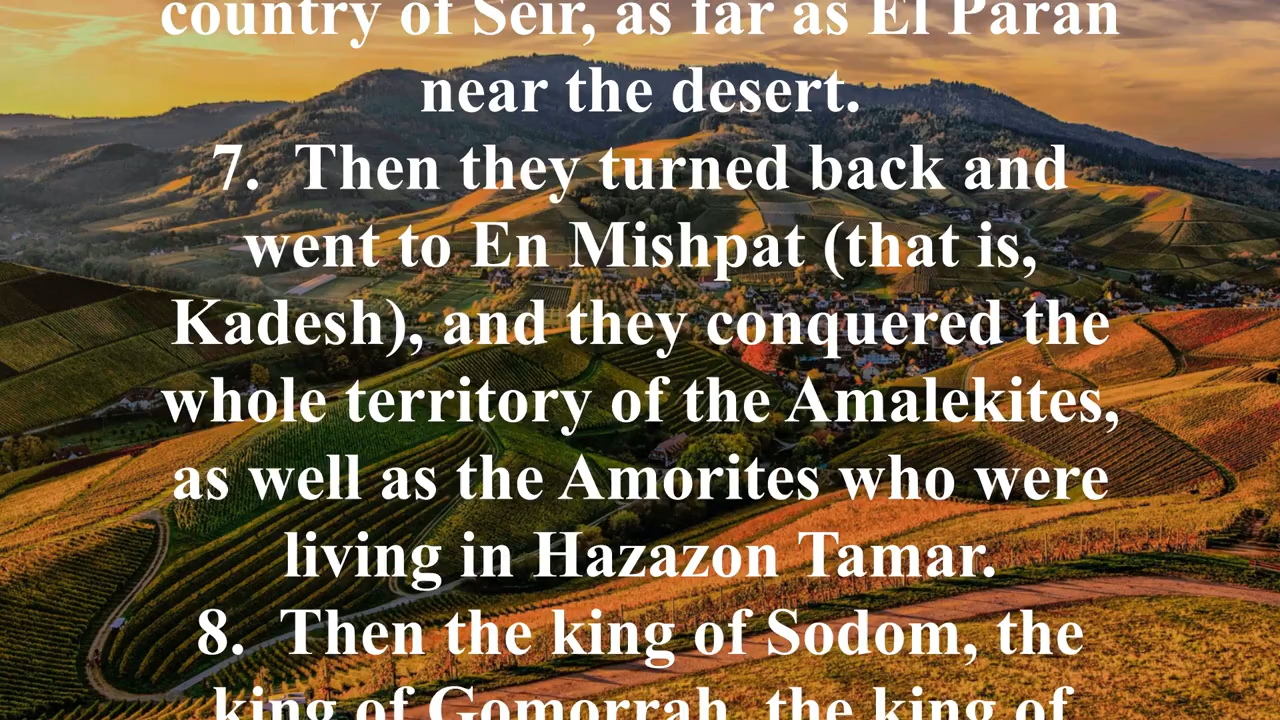 country of Seir, as far as El Paran
near the desert.
7. Then they turned back and
went to En Mishpat (that is,
Kadesh), and they conquered the
whole territory of the Amalekites,
as well as the Amorites who were
living in Hazazon Tamar.
8. Then the king of Sodom, the
king of Gomorrah, the king of